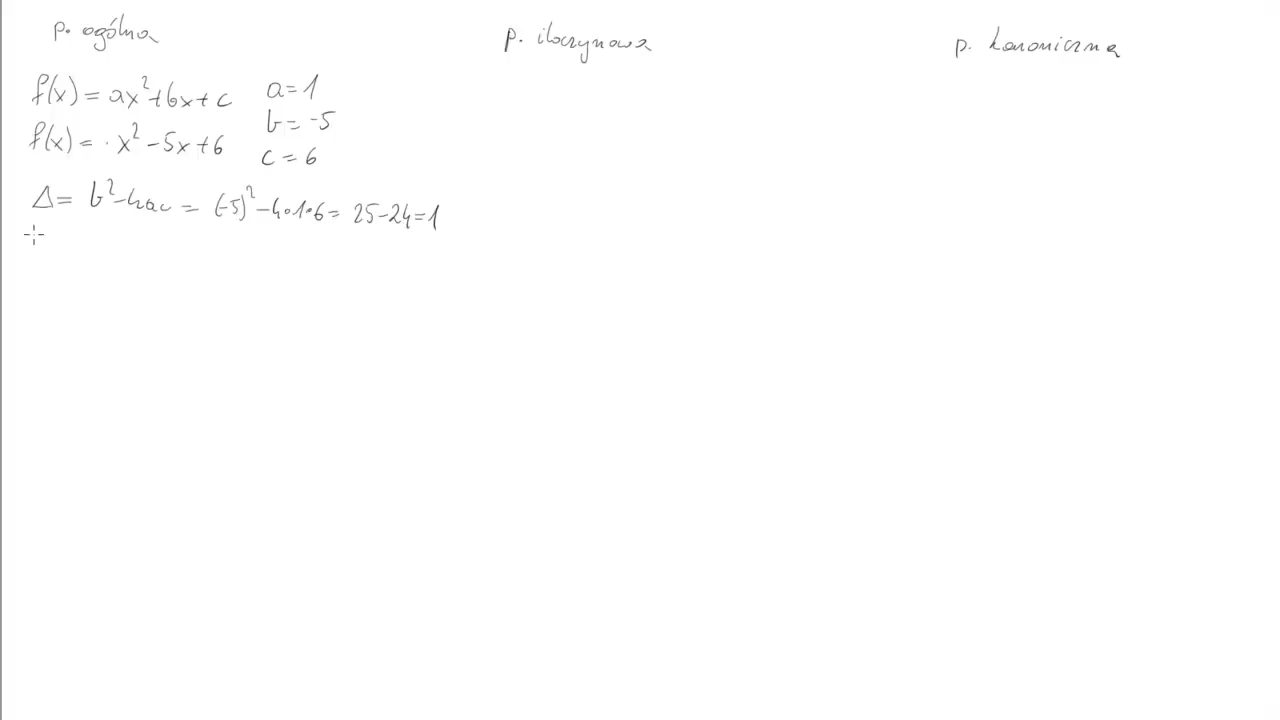 p. ogólna
p. iloczynowa
p. kanoniczna
f(x) = ax²+bx+c
a=1
f(x) = x²-5x+6
b=-5
c=6
Δ= b²-4ac = (-5)²-4·1·6= 25-24=1